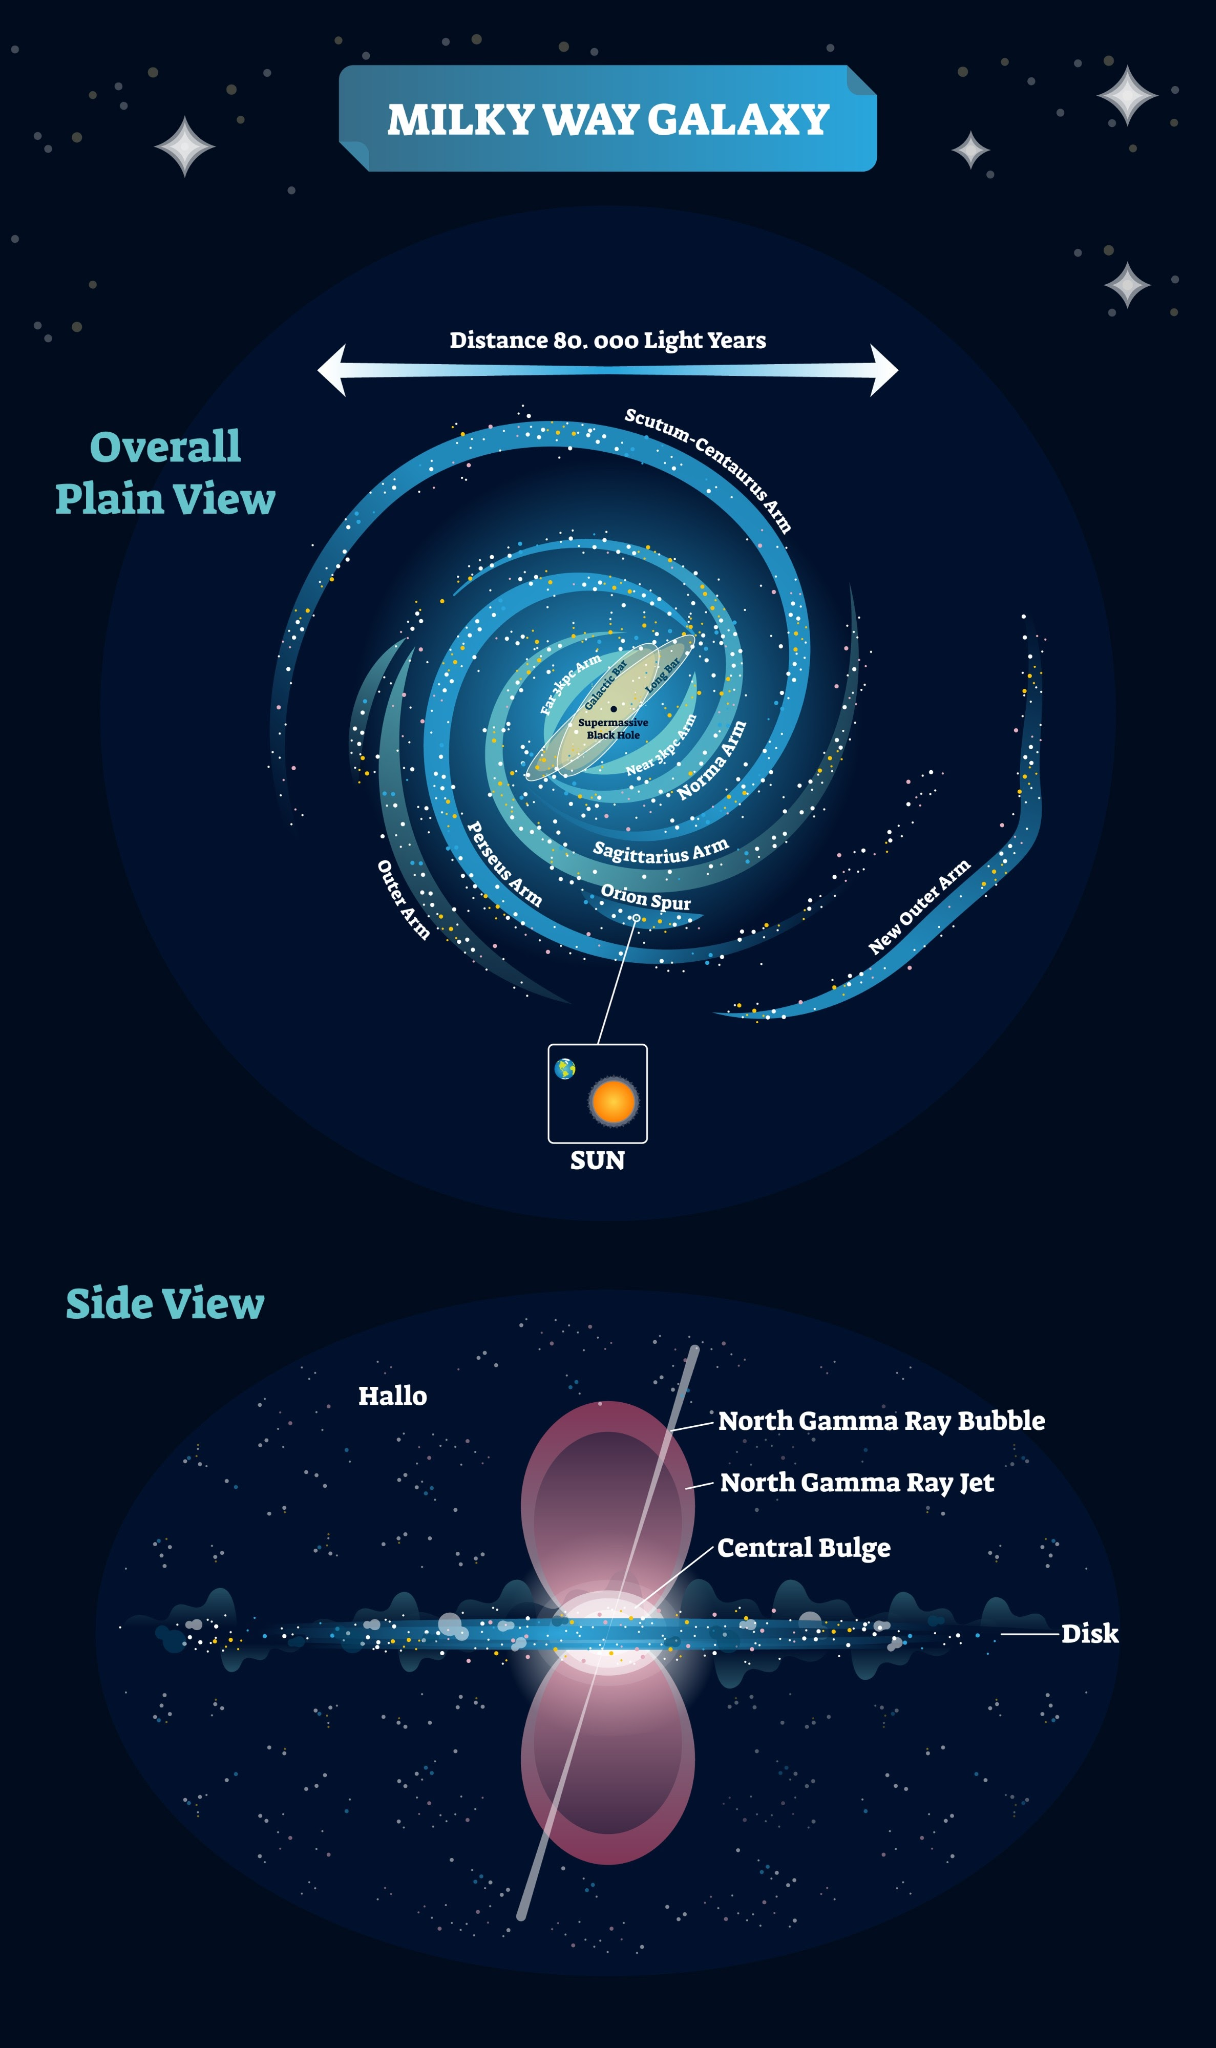 MILKY WAY GALAXY
Distance 80. 000 Light Years
Overall
Plain View
Scutum-Centaurus Arm
Far 3kpc Arm
Galactic Bar
Long Bar
Supermassive
Black Hole
Near 3kpc Arm
Norma Arm
Sagittarius Arm
Perseus Arm
Orion Spur
Outer Arm
New Outer Arm
SUN
Side View
Hallo
North Gamma Ray Bubble
North Gamma Ray Jet
Central Bulge
Disk